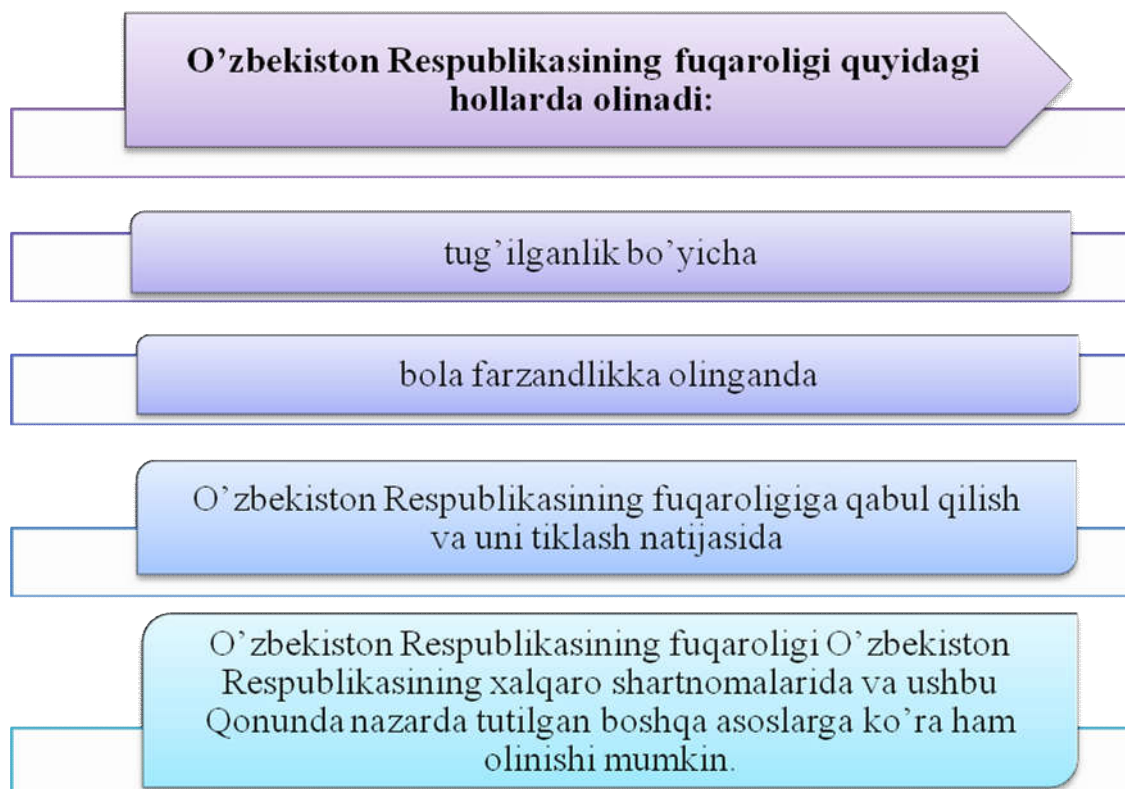 O’zbekiston Respublikasining fuqaroligi quyidagi
hollarda olinadi:
tug’ilganlik bo’yicha
bola farzandlikka olinganda
O’zbekiston Respublikasining fuqaroligiga qabul qilish
va uni tiklash natijasida
O’zbekiston Respublikasining fuqaroligi O’zbekiston
Respublikasining xalqaro shartnomalarida va ushbu
Qonunda nazarda tutilgan boshqa asoslarga ko’ra ham
olinishi mumkin.